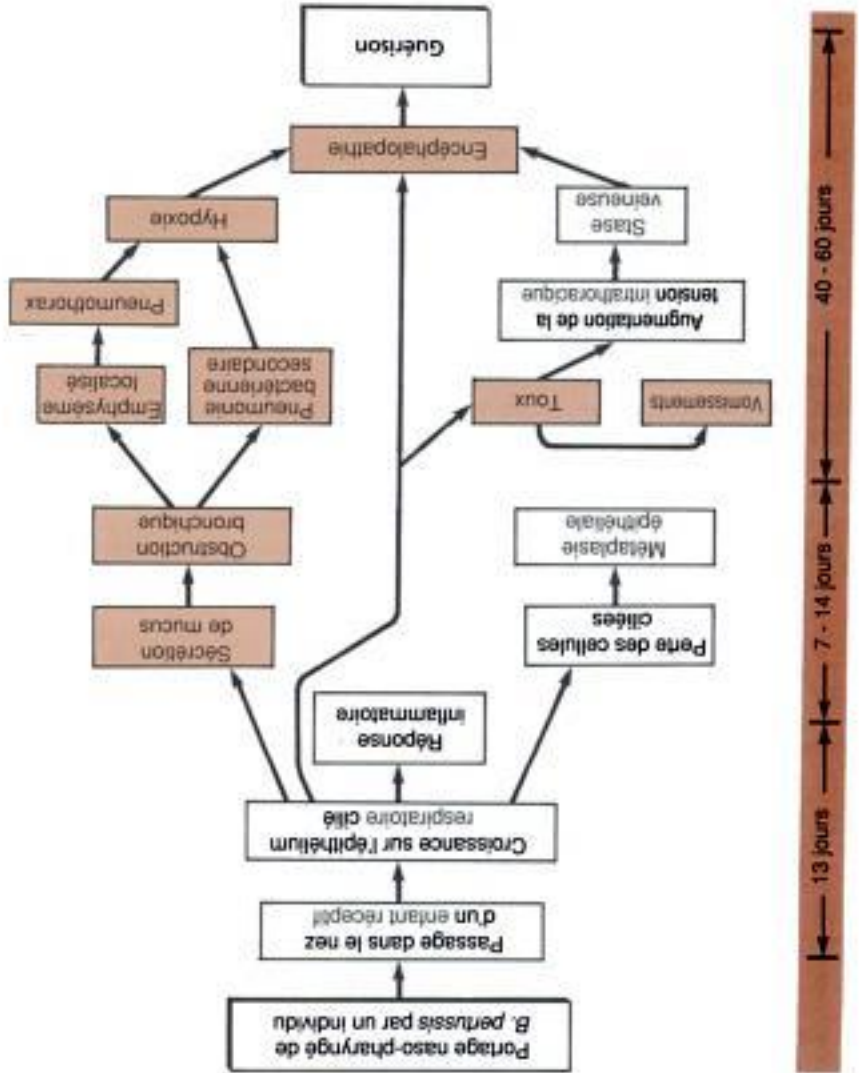 Portage naso-pharyngé de
B. pertussis par un individu
Passage dans le nez
d'un enfant réceptif
Croissance sur l'épithélium
respiratoire cilié
Réponse
inflammatoire
Perte des cellules
ciliées
Métaplasie
épithéliale
Sécrétion
de mucus
Obstruction
bronchique
Vomissements
Toux
Pneumonie
bactérienne
secondaire
Emphysème
localisé
Augmentation de la
tension intrathoracique
Pneumothorax
Stase
veineuse
Hypoxie
Encéphalopathie
Guérison
13 jours
7 - 14 jours
40 - 60 jours